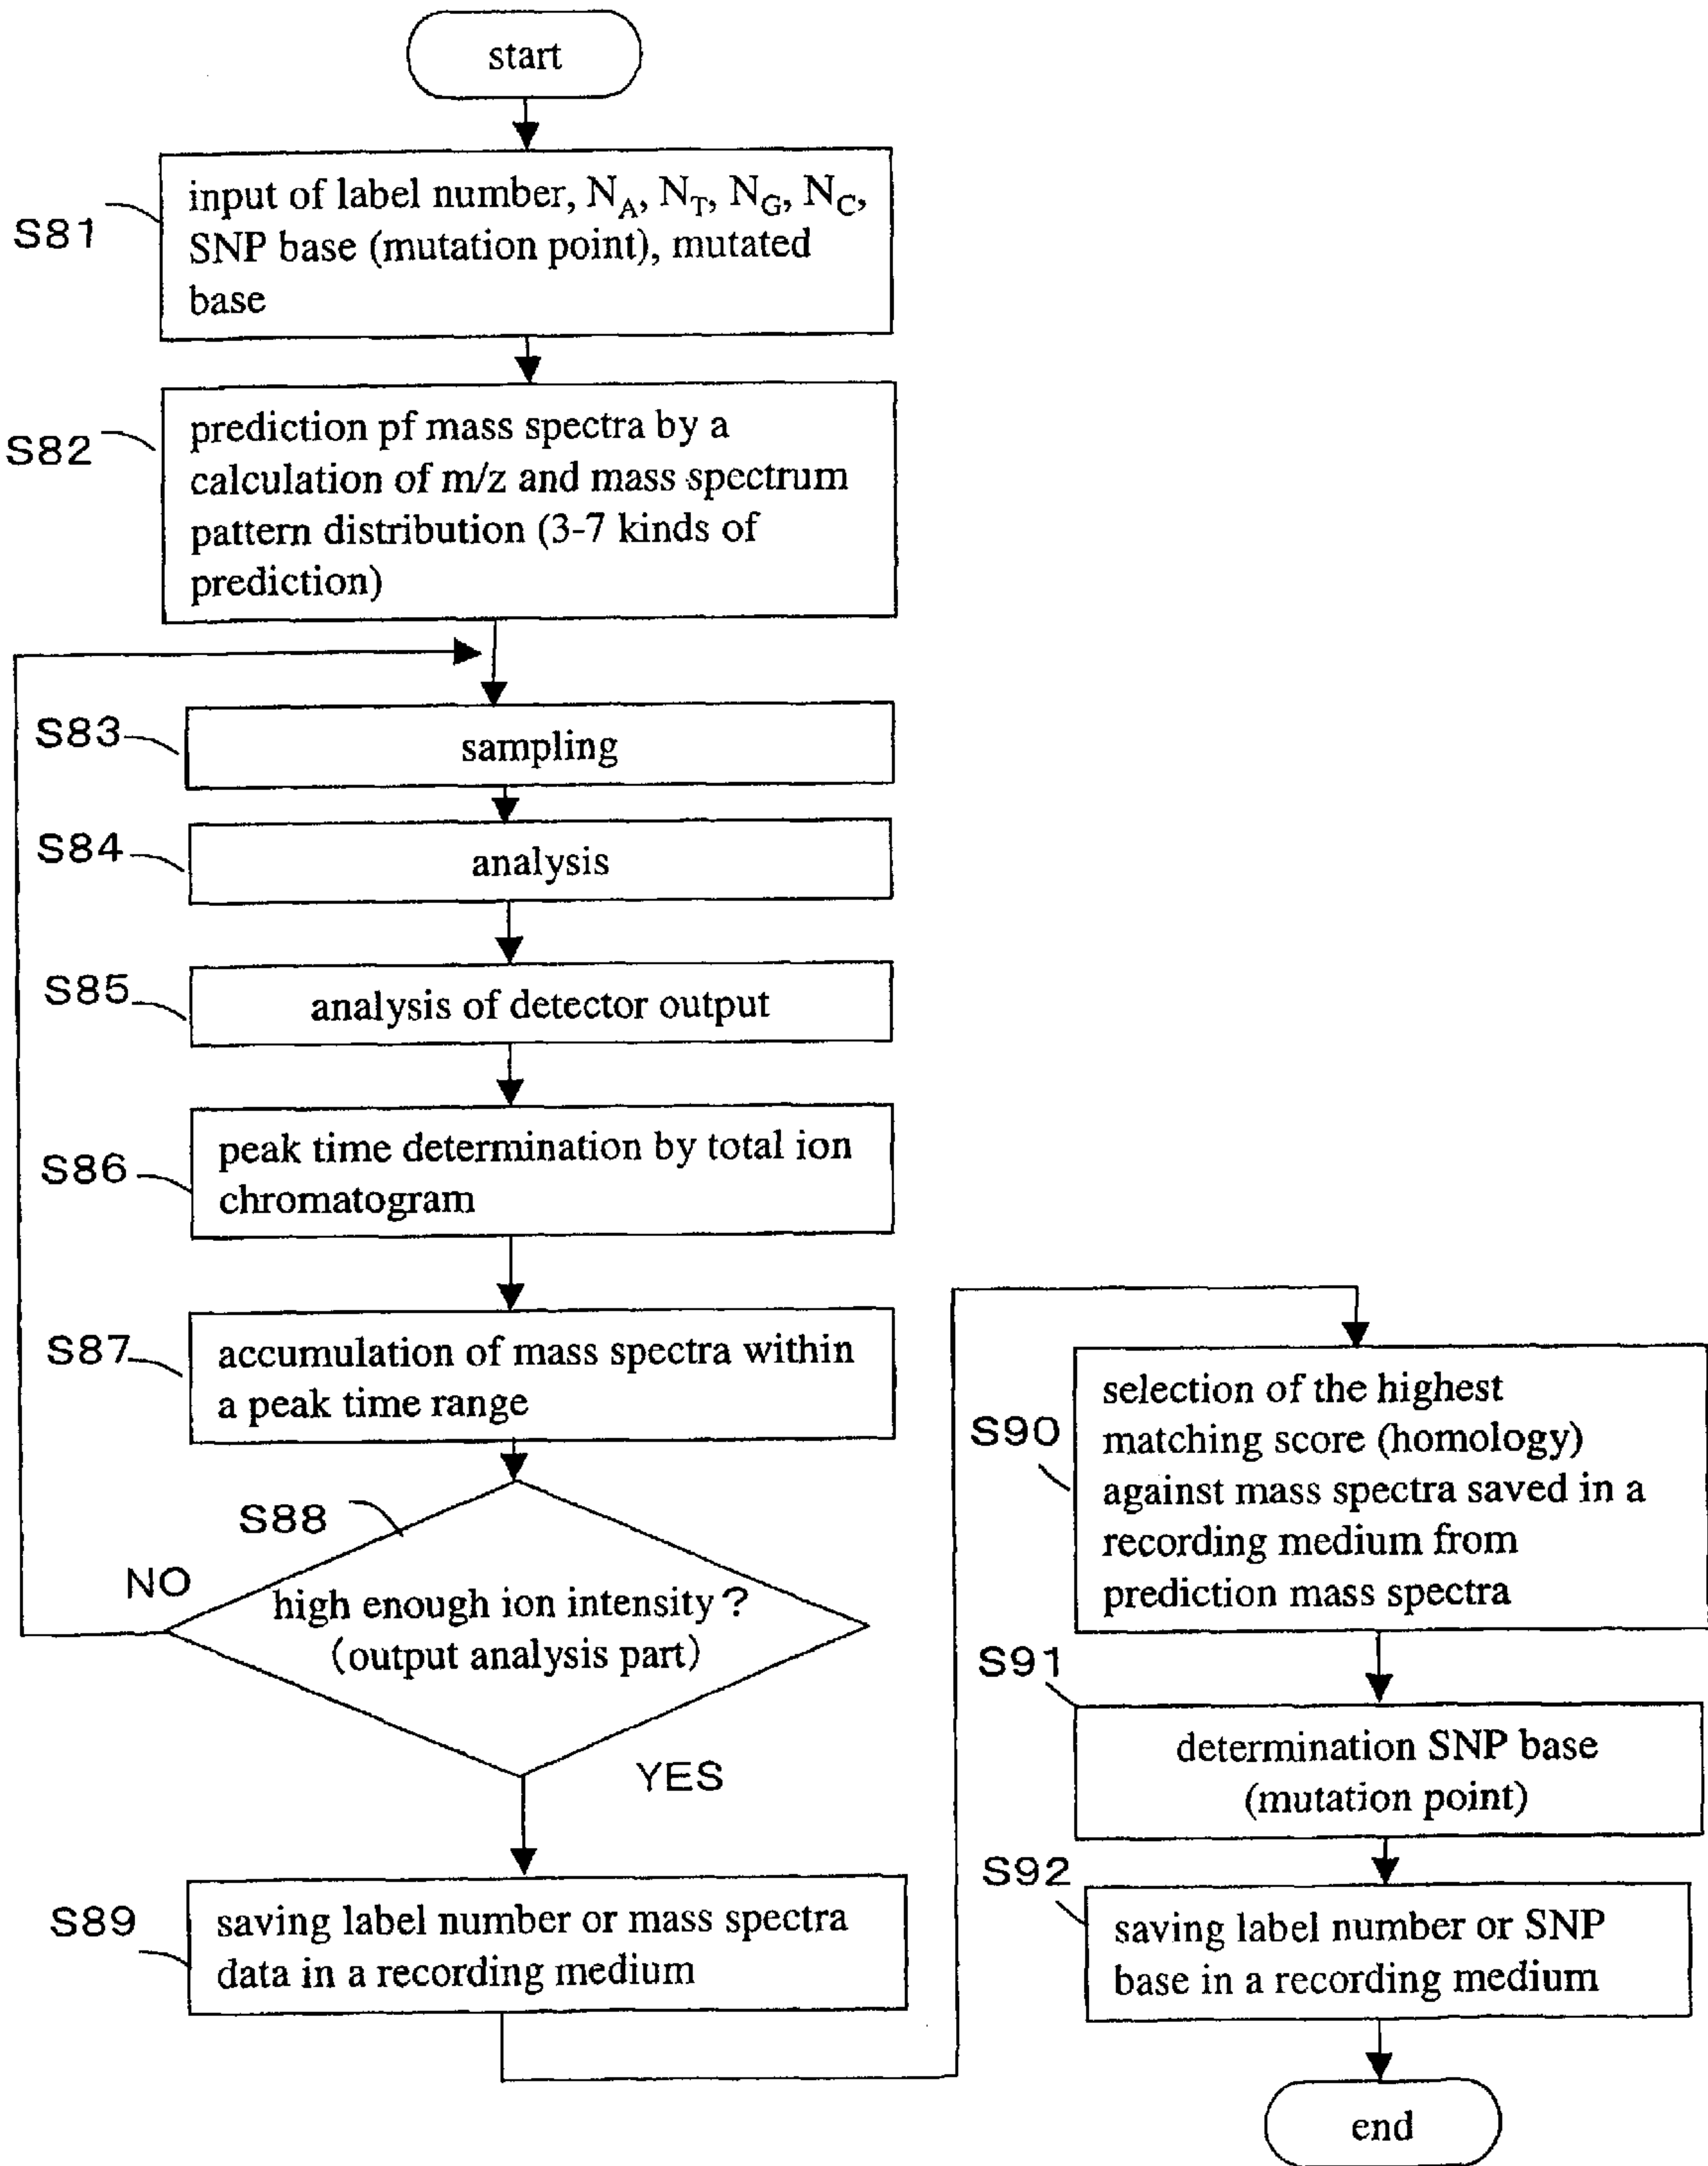 start
S81
input of label number, N_A, N_T, N_G, N_C,
SNP base (mutation point), mutated
base
S82
prediction pf mass spectra by a
calculation of m/z and mass spectrum
pattern distribution (3-7 kinds of
prediction)
S83
sampling
S84
analysis
S85
analysis of detector output
S86
peak time determination by total ion
chromatogram
S87
accumulation of mass spectra within
a peak time range
S88
NO
high enough ion intensity?
(output analysis part)
YES
S89
saving label number or mass spectra
data in a recording medium
S90
selection of the highest
matching score (homology)
against mass spectra saved in a
recording medium from
prediction mass spectra
S91
determination SNP base
(mutation point)
S92
saving label number or SNP
base in a recording medium
end